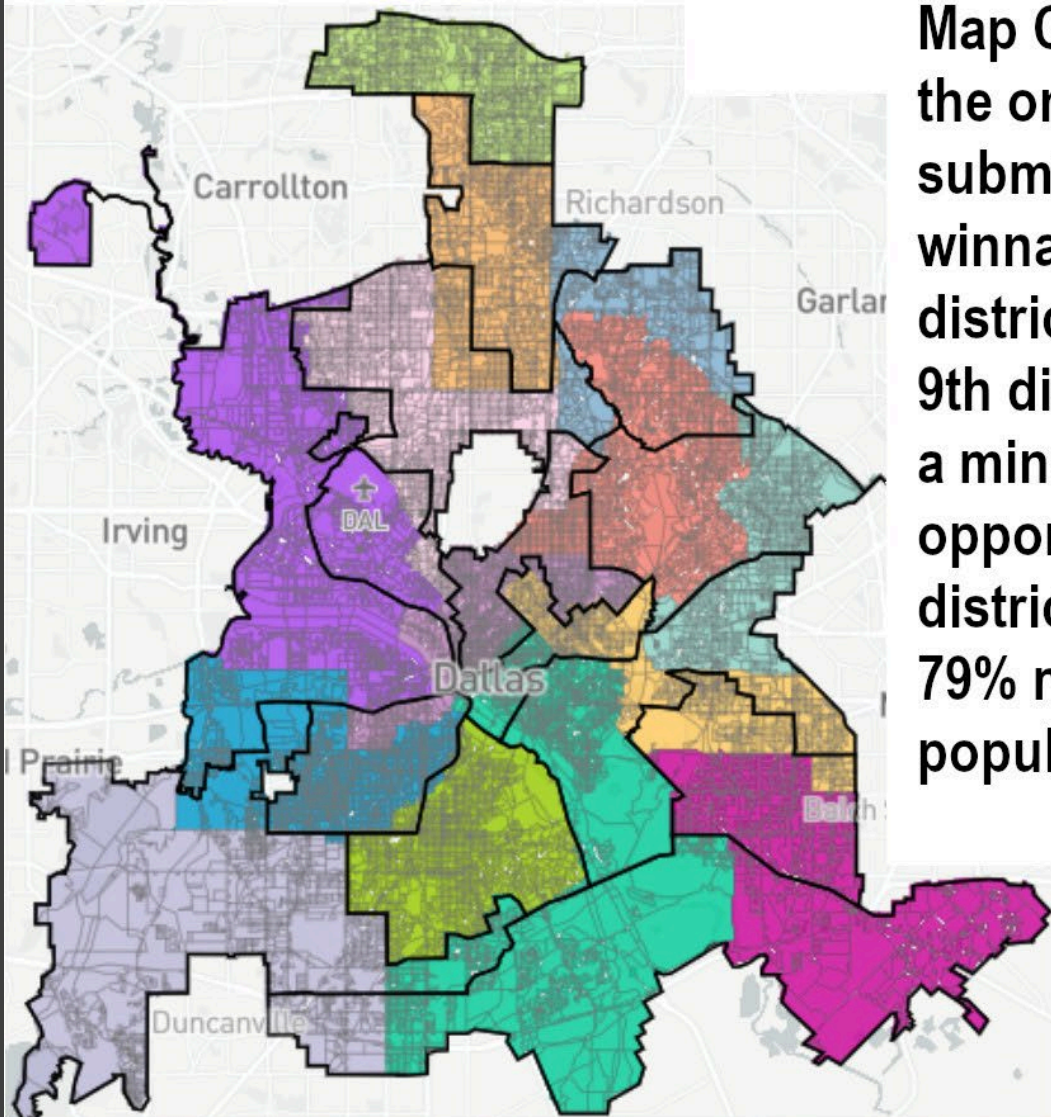 Map C
the or
subm
winna
distric
9th di
a min
oppor
distric
79% n
popul
Carrollton
Richardson
Garlar
Irving
DAL
Dallas
l Prairie
Balch
Duncanville